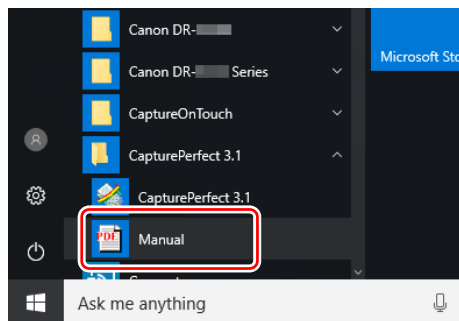 Canon DR-
Canon DR- Series
Microsoft Sto
CaptureOnTouch
CapturePerfect 3.1
CapturePerfect 3.1
PDF
Manual
Ask me anything